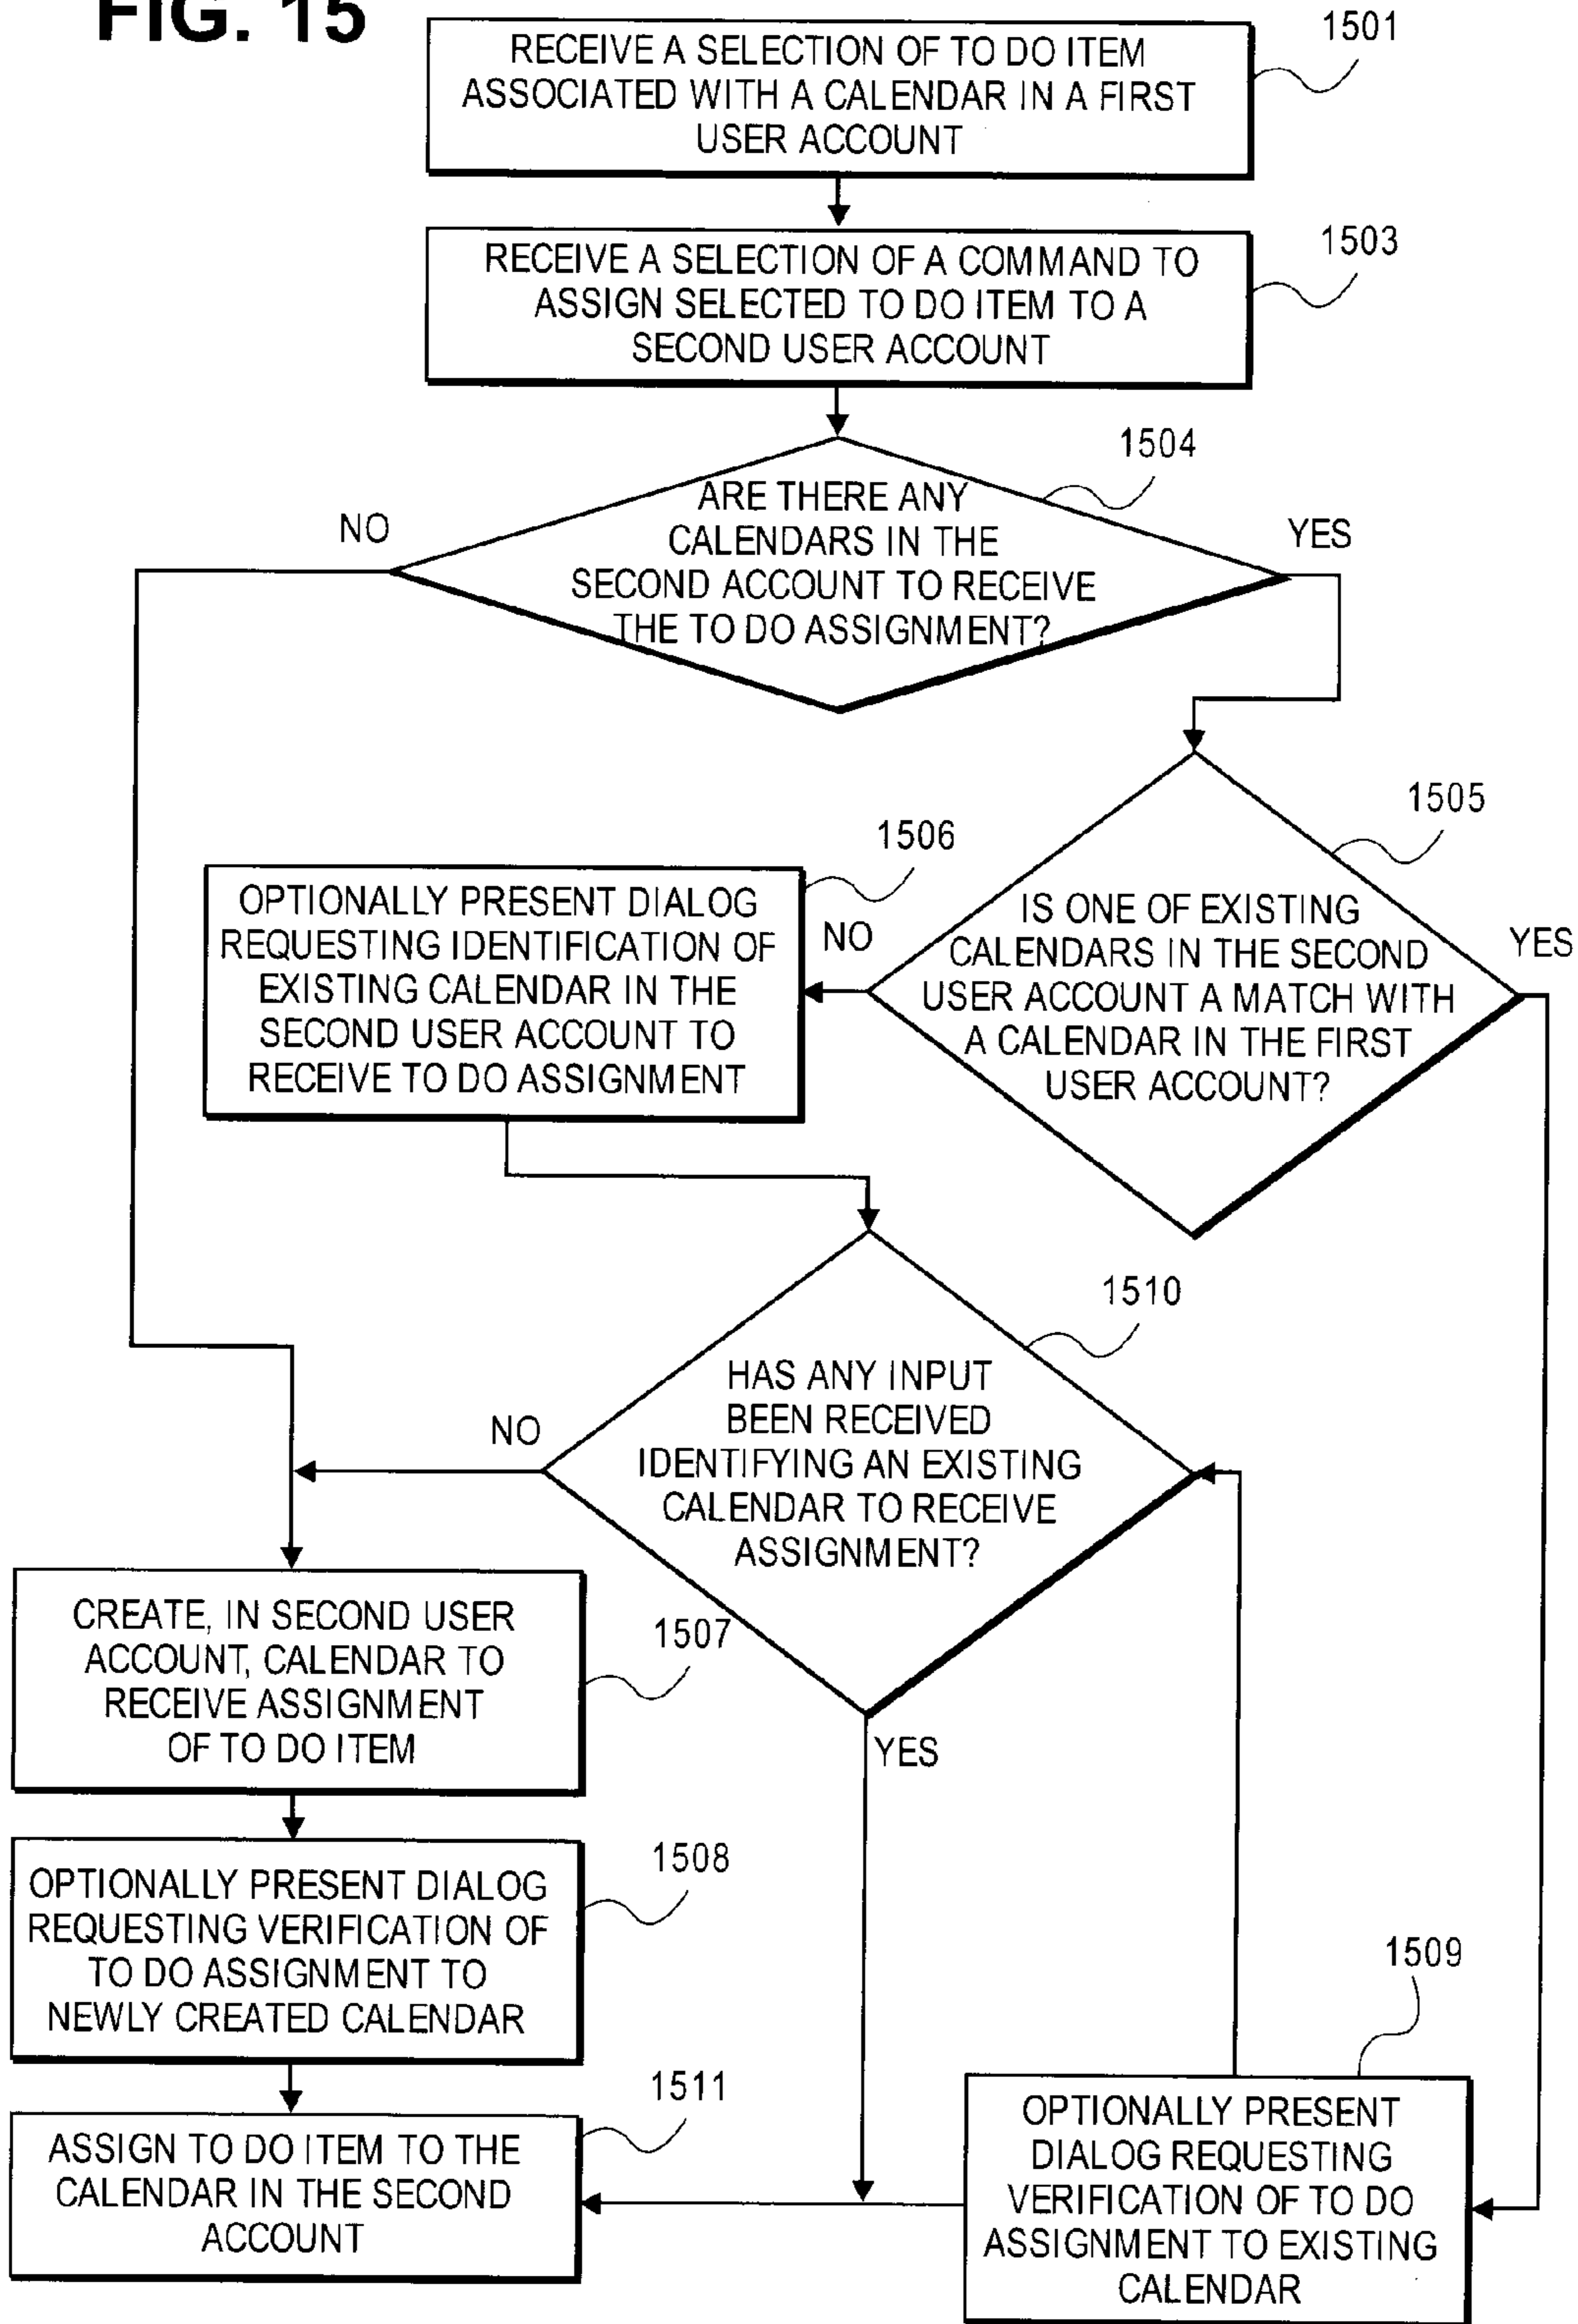 FIG. 15
1501
RECEIVE A SELECTION OF TO DO ITEM
ASSOCIATED WITH A CALENDAR IN A FIRST
USER ACCOUNT
1503
RECEIVE A SELECTION OF A COMMAND TO
ASSIGN SELECTED TO DO ITEM TO A
SECOND USER ACCOUNT
1504
ARE THERE ANY
CALENDARS IN THE
SECOND ACCOUNT TO RECEIVE
THE TO DO ASSIGNMENT?
NO
YES
1505
IS ONE OF EXISTING
CALENDARS IN THE SECOND
USER ACCOUNT A MATCH WITH
A CALENDAR IN THE FIRST
USER ACCOUNT?
NO
YES
1506
OPTIONALLY PRESENT DIALOG
REQUESTING IDENTIFICATION OF
EXISTING CALENDAR IN THE
SECOND USER ACCOUNT TO
RECEIVE TO DO ASSIGNMENT
1510
HAS ANY INPUT
BEEN RECEIVED
IDENTIFYING AN EXISTING
CALENDAR TO RECEIVE
ASSIGNMENT?
NO
YES
1507
CREATE, IN SECOND USER
ACCOUNT, CALENDAR TO
RECEIVE ASSIGNMENT
OF TO DO ITEM
1508
OPTIONALLY PRESENT DIALOG
REQUESTING VERIFICATION OF
TO DO ASSIGNMENT TO
NEWLY CREATED CALENDAR
1509
OPTIONALLY PRESENT
DIALOG REQUESTING
VERIFICATION OF TO DO
ASSIGNMENT TO EXISTING
CALENDAR
1511
ASSIGN TO DO ITEM TO THE
CALENDAR IN THE SECOND
ACCOUNT